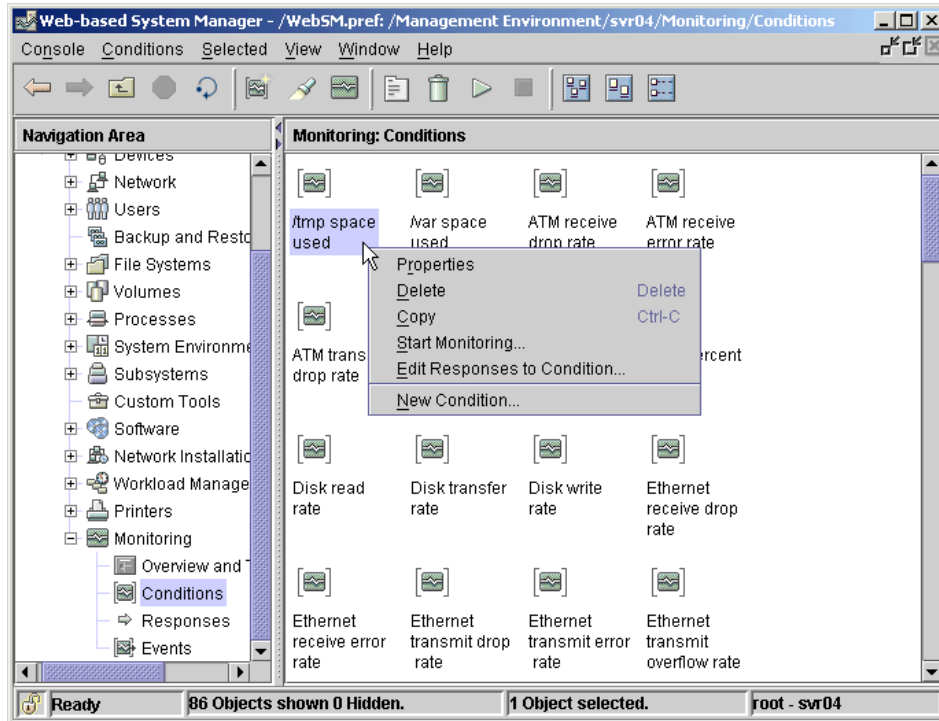 Web-based System Manager - /WebSM.pref: /Management Environment/svr04/Monitoring/Conditions
Console Conditions Selected View Window Help
Navigation Area
Devices
Network
Users
Backup and Resto
File Systems
Volumes
Processes
System Environme
Subsystems
Custom Tools
Software
Network Installatio
Workload Manage
Printers
Monitoring
Overview and T
Conditions
Responses
Events
Monitoring: Conditions
/tmp space
used
/var space
used
ATM receive
drop rate
ATM receive
error rate
Properties
Delete Delete
Copy Ctrl-C
Start Monitoring...
Edit Responses to Condition...
New Condition...
ATM trans
drop rate
ercent
Disk read
rate
Disk transfer
rate
Disk write
rate
Ethernet
receive drop
rate
Ethernet
receive error
rate
Ethernet
transmit drop
rate
Ethernet
transmit error
rate
Ethernet
transmit
overflow rate
Ready
86 Objects shown 0 Hidden.
1 Object selected.
root - svr04